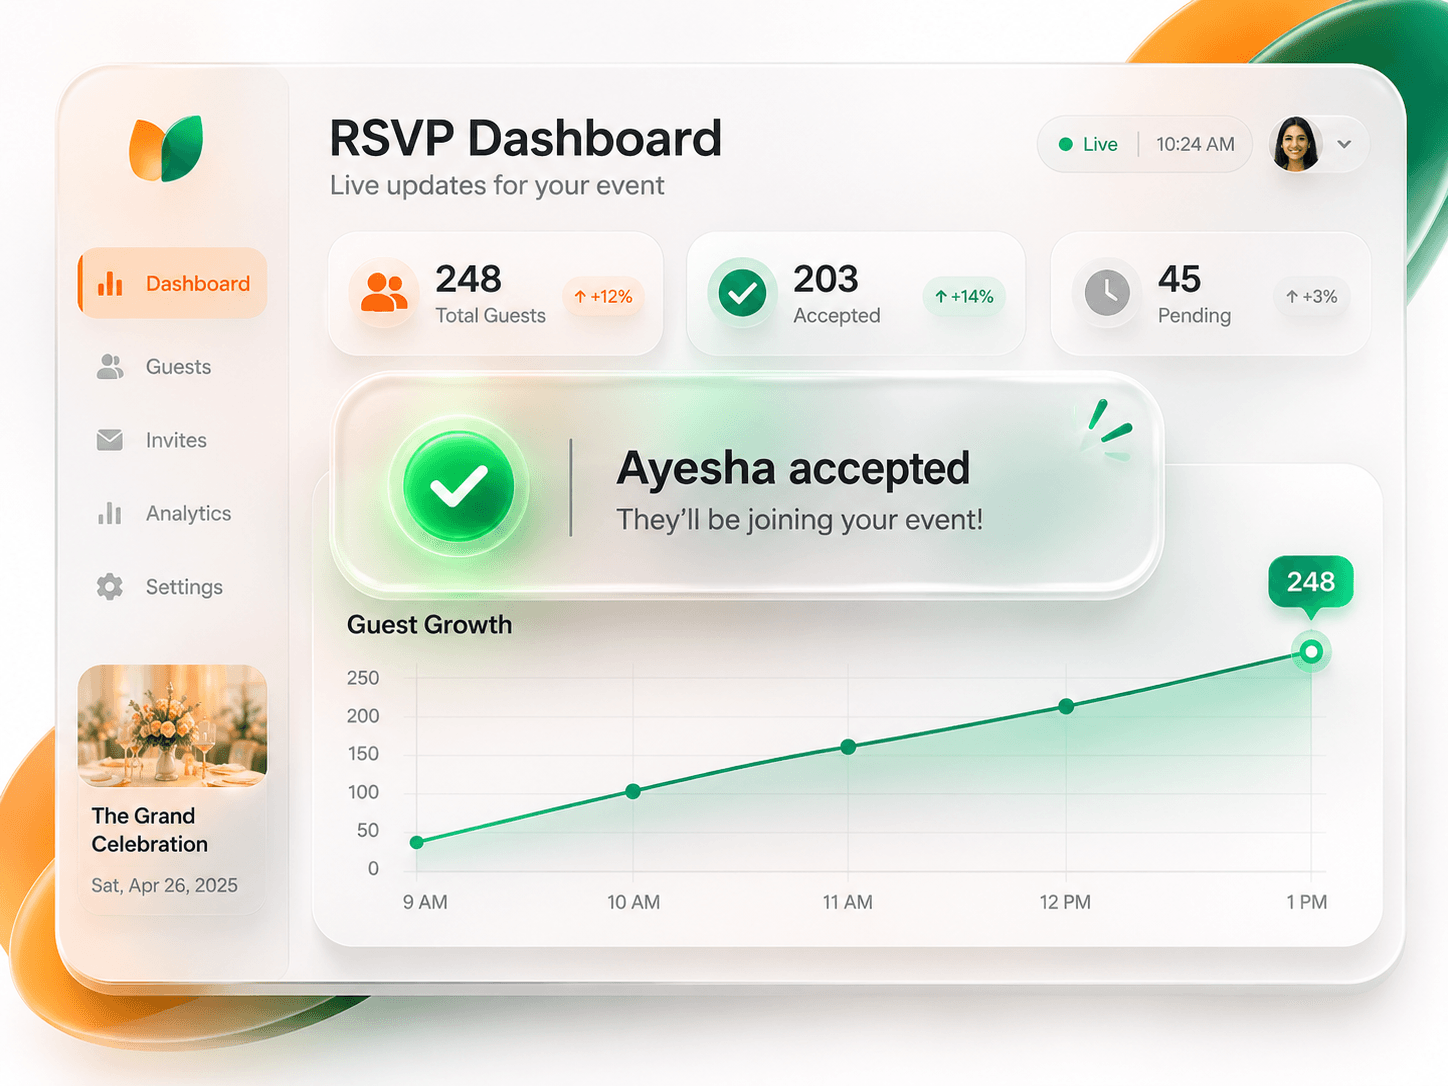 RSVP Dashboard
Live updates for your event
Live
10:24 AM
Dashboard
Guests
Invites
Analytics
Settings
The Grand
Celebration
Sat, Apr 26, 2025
248
Total Guests
↑ +12%
203
Accepted
↑ +14%
45
Pending
↑ +3%
Ayesha accepted
They’ll be joining your event!
Guest Growth
248
250
200
150
100
50
0
9 AM
10 AM
11 AM
12 PM
1 PM